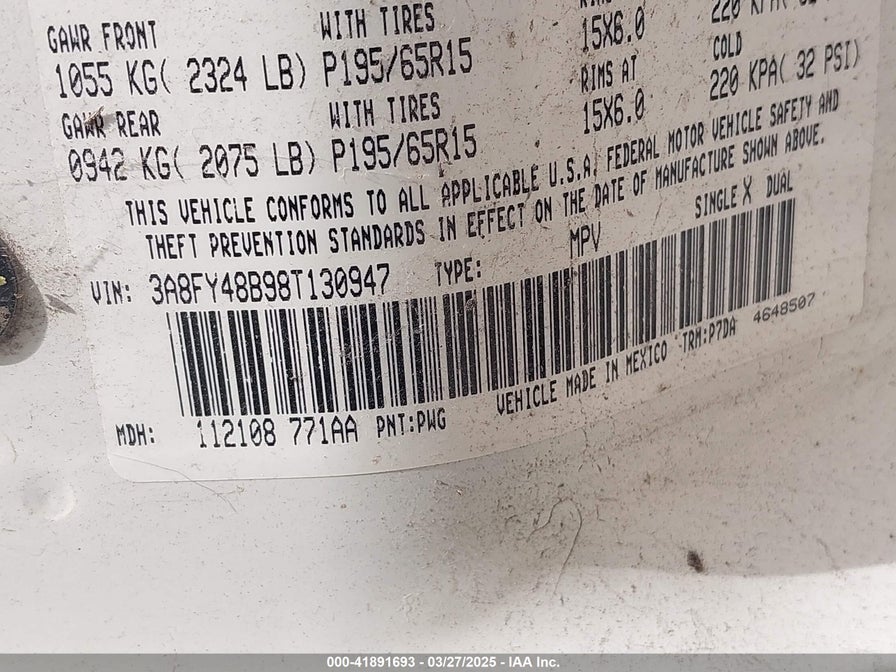 GAWR FRONT WITH TIRES 220 KPA(
1055 KG( 2324 LB) P195/65R15 15X6.0 COLD
GAWR REAR WITH TIRES RIMS AT 220 KPA( 32 PSI)
0942 KG( 2075 LB) P195/65R15 15X6.0
THIS VEHICLE CONFORMS TO ALL APPLICABLE U.S.A. FEDERAL MOTOR VEHICLE SAFETY AND
THEFT PREVENTION STANDARDS IN EFFECT ON THE DATE OF MANUFACTURE SHOWN ABOVE.
VIN: 3A8FY48B98T130947 TYPE: MPV SINGLE X DUAL
VEHICLE MADE IN MEXICO TRM:P7DA 4648507
MDH: 112108 771AA PNT:PWG
000-41891693 - 03/27/2025 - IAA Inc.